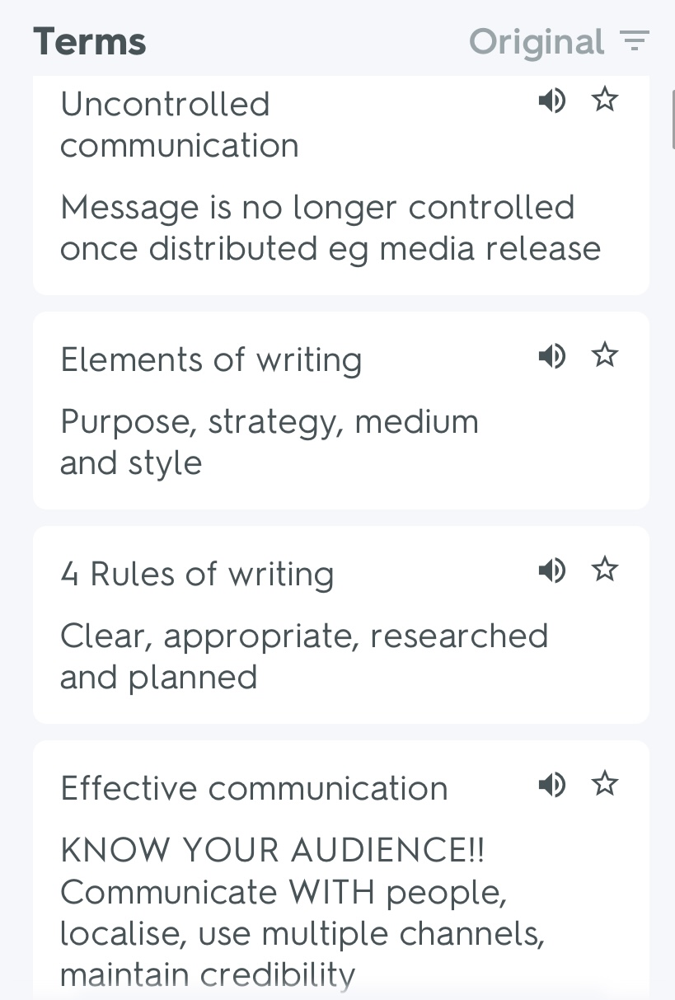 Terms
Original
Uncontrolled
communication
Message is no longer controlled
once distributed eg media release
Elements of writing
Purpose, strategy, medium
and style
4 Rules of writing
Clear, appropriate, researched
and planned
Effective communication
KNOW YOUR AUDIENCE!!
Communicate WITH people,
localise, use multiple channels,
maintain credibility